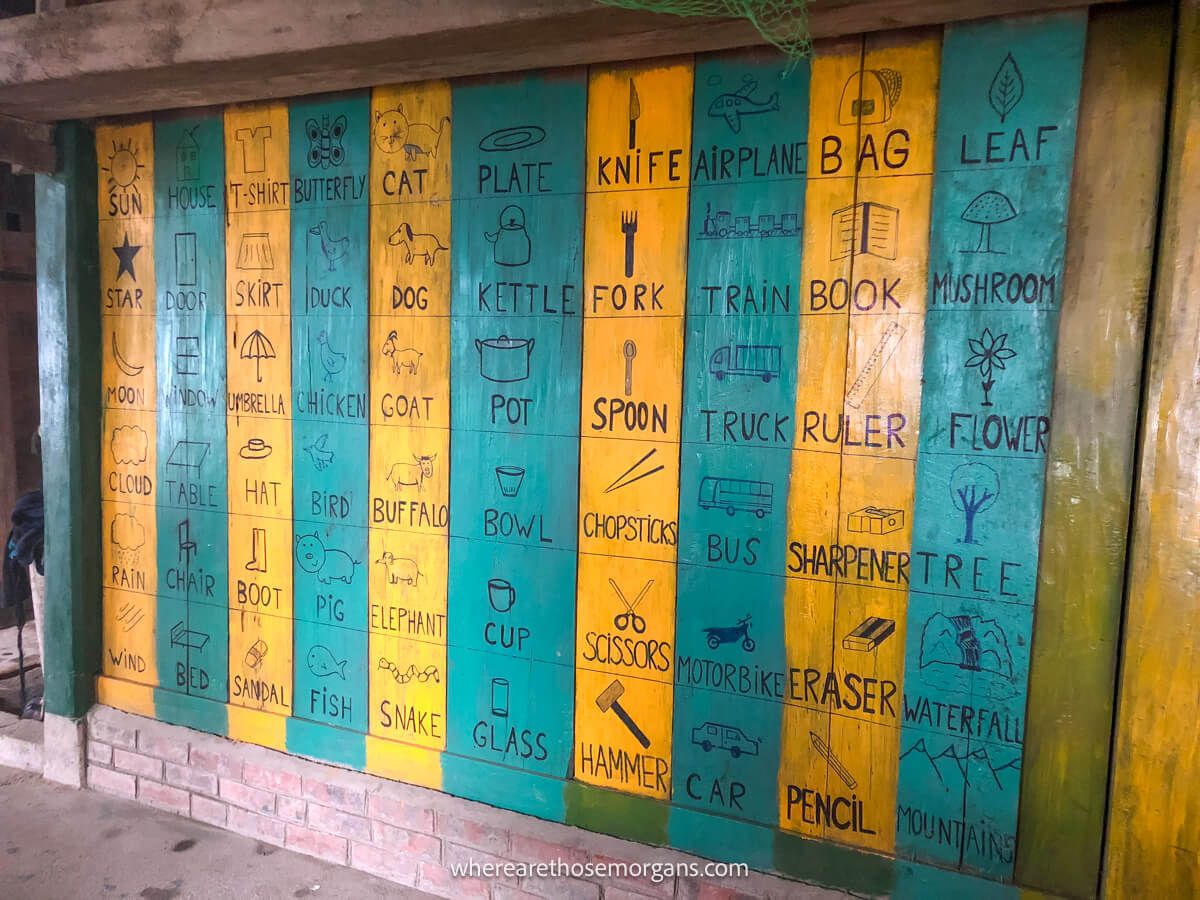 SUN
STAR
MOON
CLOUD
RAIN
WIND
HOUSE
DOOR
WINDOW
TABLE
CHAIR
BED
T-SHIRT
SKIRT
UMBRELLA
HAT
BOOT
SANDAL
BUTTERFLY
DUCK
CHICKEN
BIRD
PIG
FISH
CAT
DOG
GOAT
BUFFALO
ELEPHANT
SNAKE
PLATE
KETTLE
POT
BOWL
CUP
GLASS
KNIFE
FORK
SPOON
CHOPSTICKS
SCISSORS
HAMMER
AIRPLANE
TRAIN
TRUCK
BUS
MOTORBIKE
CAR
BAG
BOOK
RULER
SHARPENER
ERASER
PENCIL
LEAF
MUSHROOM
FLOWER
TREE
WATERFALL
MOUNTAINS
wherearethosemorgans.com